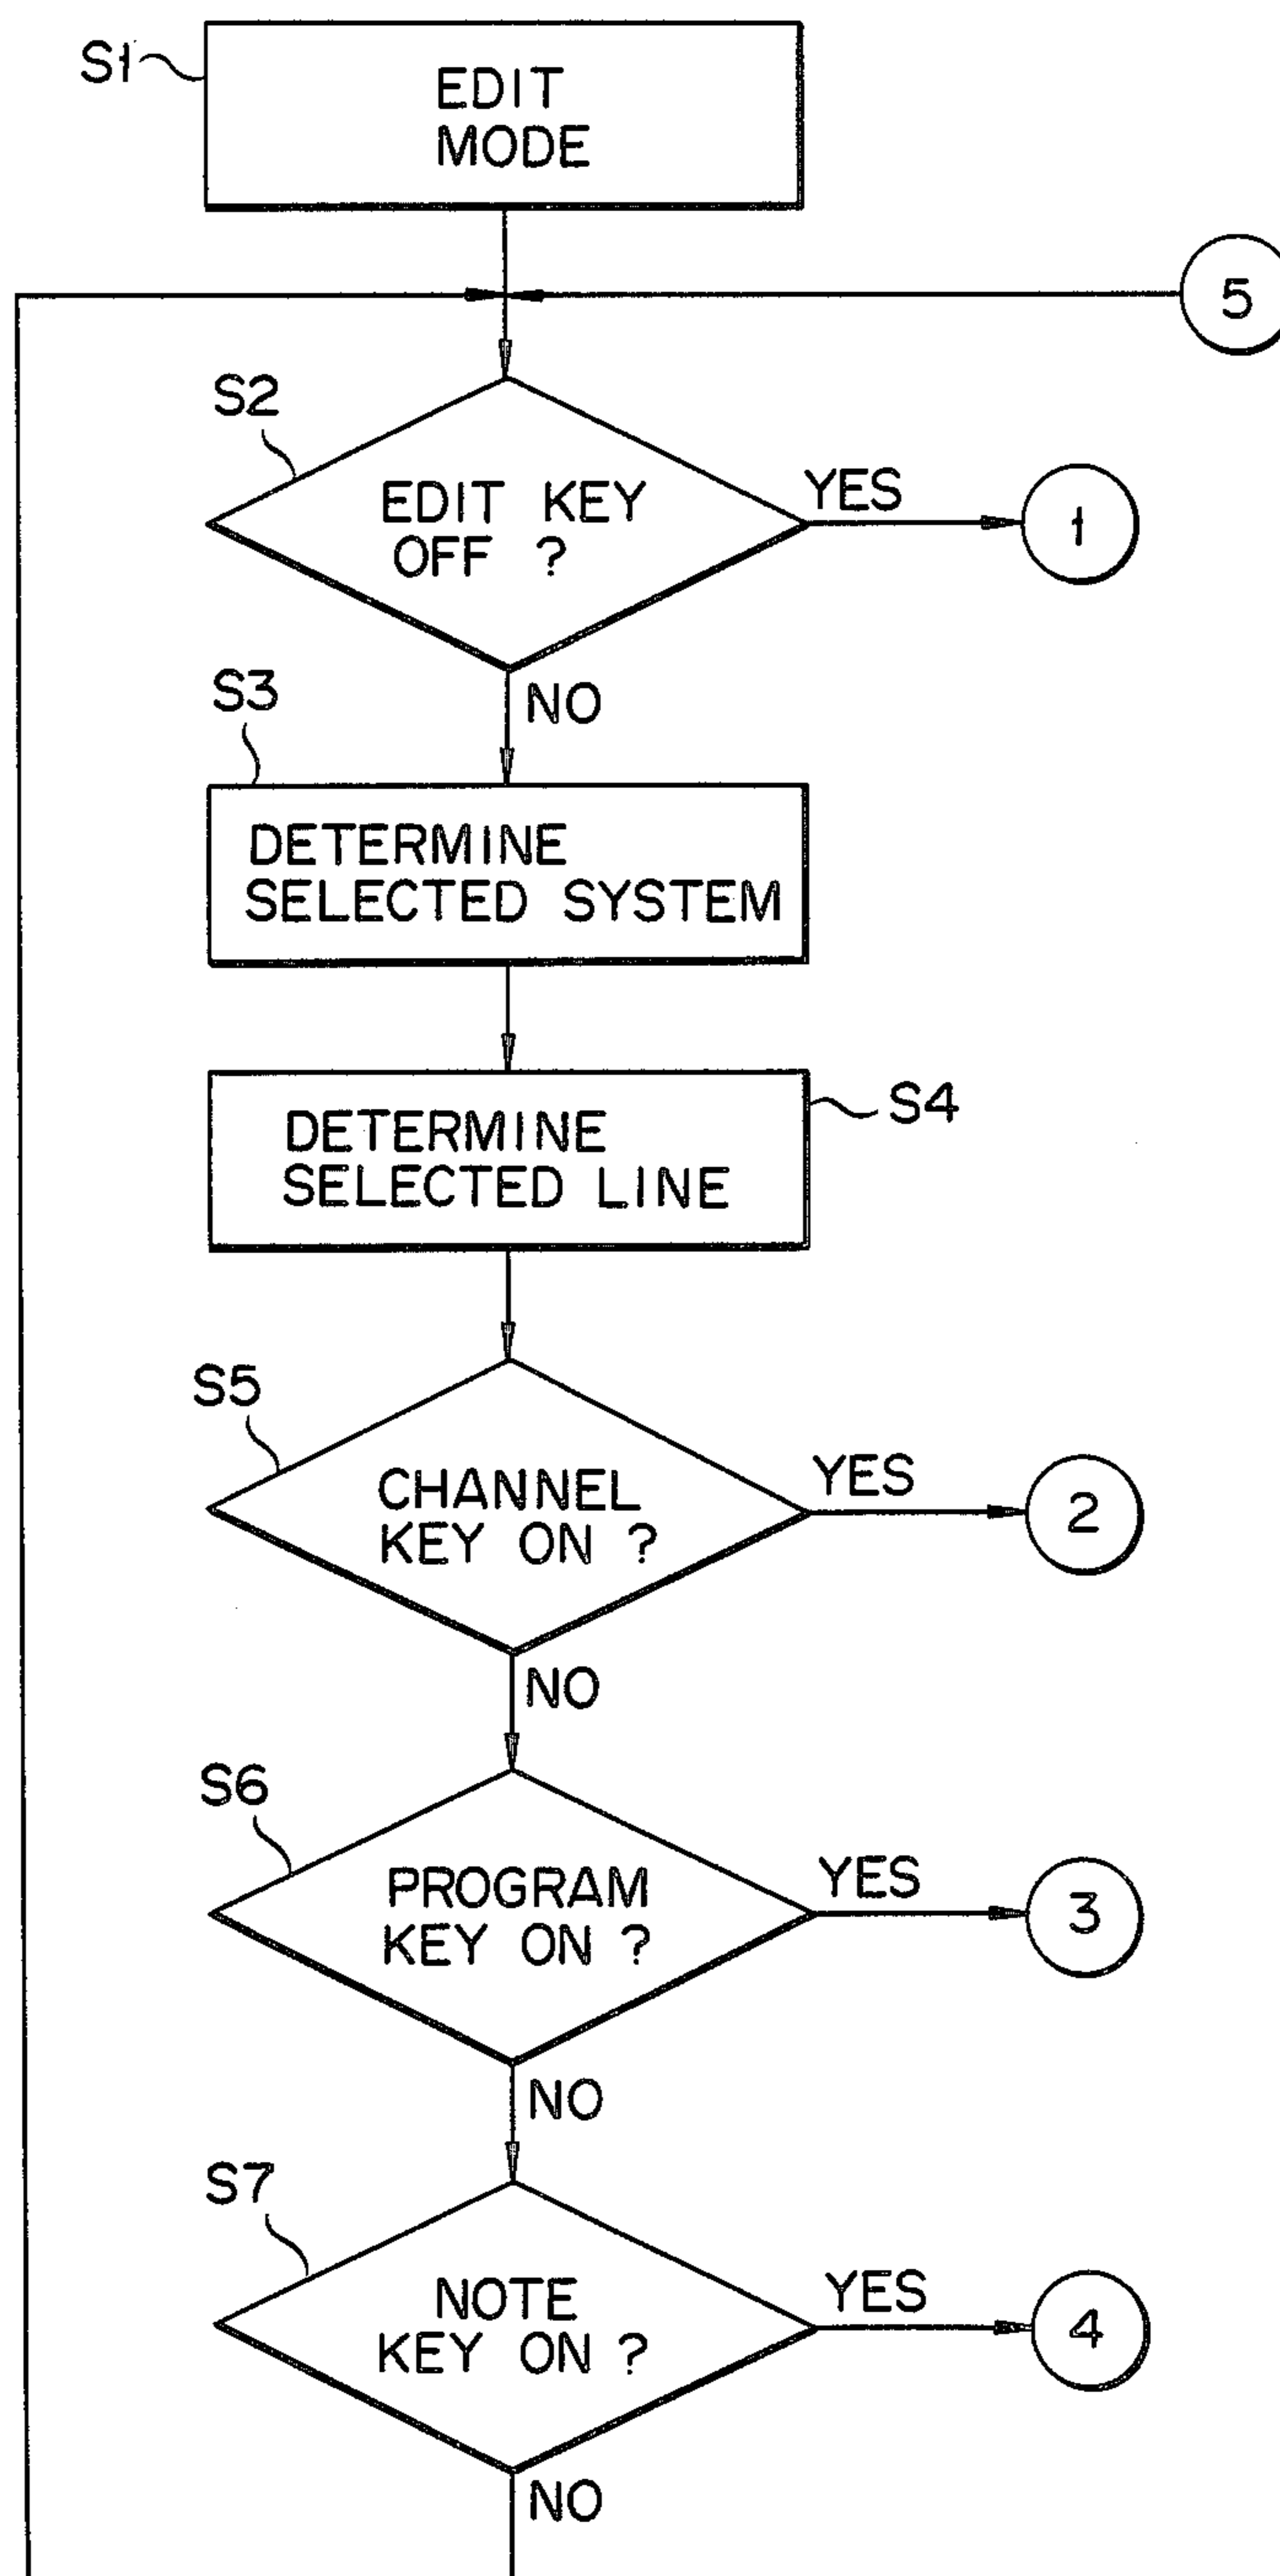 S1
EDIT
MODE
5
S2
EDIT KEY
OFF ?
YES
1
NO
S3
DETERMINE
SELECTED SYSTEM
DETERMINE
SELECTED LINE
S4
S5
CHANNEL
KEY ON ?
YES
2
NO
S6
PROGRAM
KEY ON ?
YES
3
NO
S7
NOTE
KEY ON ?
YES
4
NO